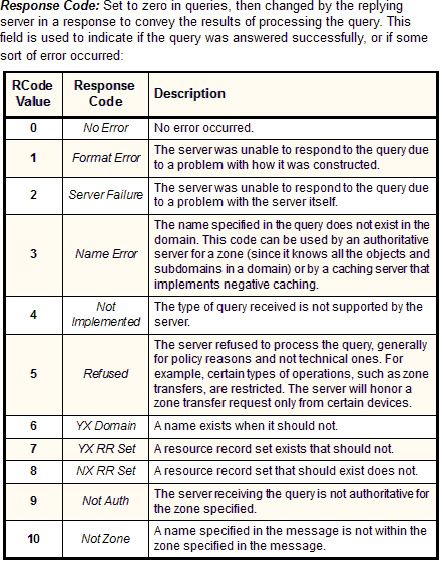 Response Code: Set to zero in queries, then changed by the replying
server in a response to convey the results of processing the query. This
field is used to indicate if the query was answered successfully, or if some
sort of error occurred:
RCode Value
Response Code
Description
0
No Error
No error occurred.
1
Format Error
The server was unable to respond to the query due
to a problem with how it was constructed.
2
Server Failure
The server was unable to respond to the query due
to a problem with the server itself.
3
Name Error
The name specified in the query does not exist in the
domain. This code can be used by an authoritative
server for a zone (since it knows all the objects and
subdomains in a domain) or by a caching server that
implements negative caching.
4
Not
Implemented
The type of query received is not supported by the
server.
5
Refused
The server refused to process the query, generally
for policy reasons and not technical ones. For
example, certain types of operations, such as zone
transfers, are restricted. The server will honor a
zone transfer request only from certain devices.
6
YX Domain
A name exists when it should not.
7
YX RR Set
A resource record set exists that should not.
8
NX RR Set
A resource record set that should exist does not.
9
Not Auth
The server receiving the query is not authoritative for
the zone specified.
10
Not Zone
A name specified in the message is not within the
zone specified in the message.